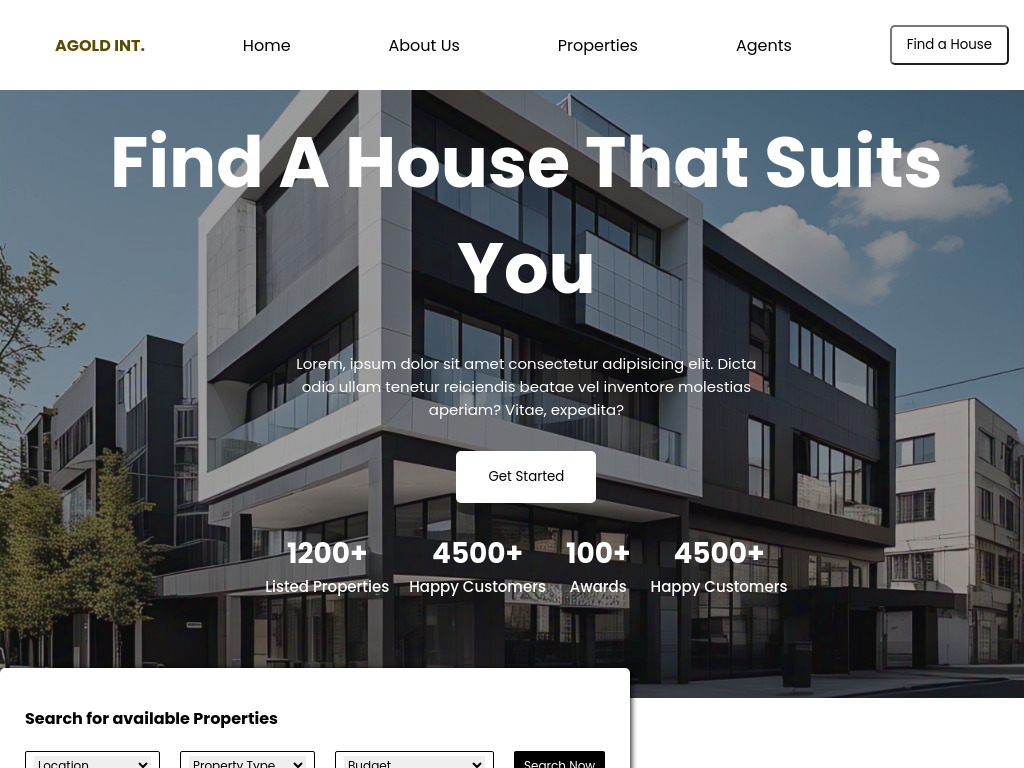 AGOLD INT.
Home
About Us
Properties
Agents
Find a House
Find A House That Suits
You
Lorem, ipsum dolor sit amet consectetur adipisicing elit. Dicta
odio ullam tenetur reiciendis beatae vel inventore molestias
aperiam? Vitae, expedita?
Get Started
1200+
Listed Properties
4500+
Happy Customers
100+
Awards
4500+
Happy Customers
Search for available Properties
Location
Property Type
Budget
Search Now